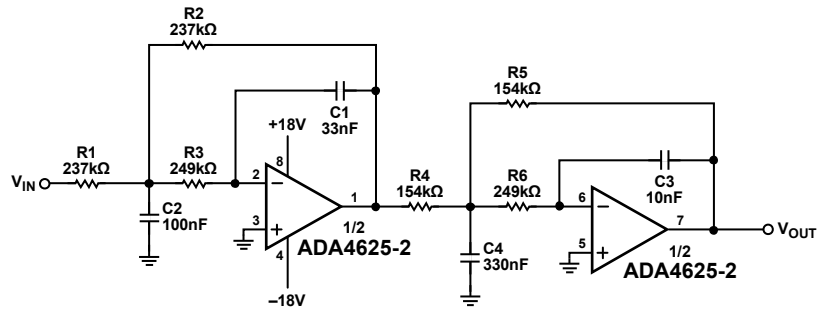 R2
237kΩ
R5
154kΩ
C1
33nF
+18V
R1
237kΩ
R3
249kΩ
8
R4
154kΩ
R6
249kΩ
C3
10nF
VIN
2
–
1
6
–
7
C2
100nF
3
+
1/2
ADA4625-2
4
–18V
C4
330nF
5
+
1/2
ADA4625-2
VOUT